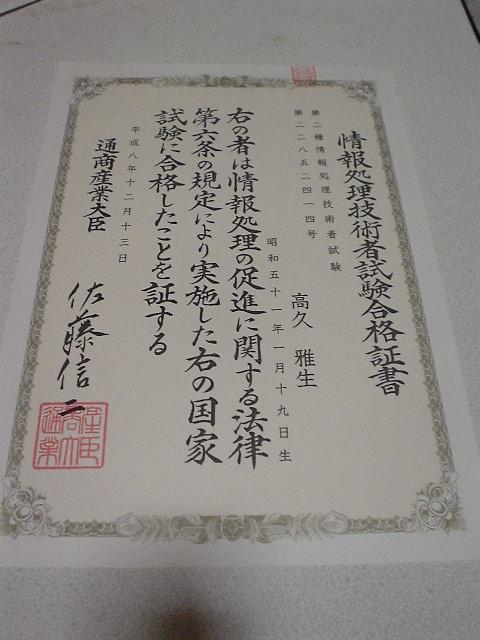 情報処理技術者試験合格証書
第二種情報処理技術者試験
第二二八五二四一四号
高久 雅生
昭和五十一年一月十九日生
右の者は情報処理の促進に関する法律
第六条の規定により実施した右の国家
試験に合格したことを証する
平成八年十二月十三日
通商産業大臣
佐藤信二